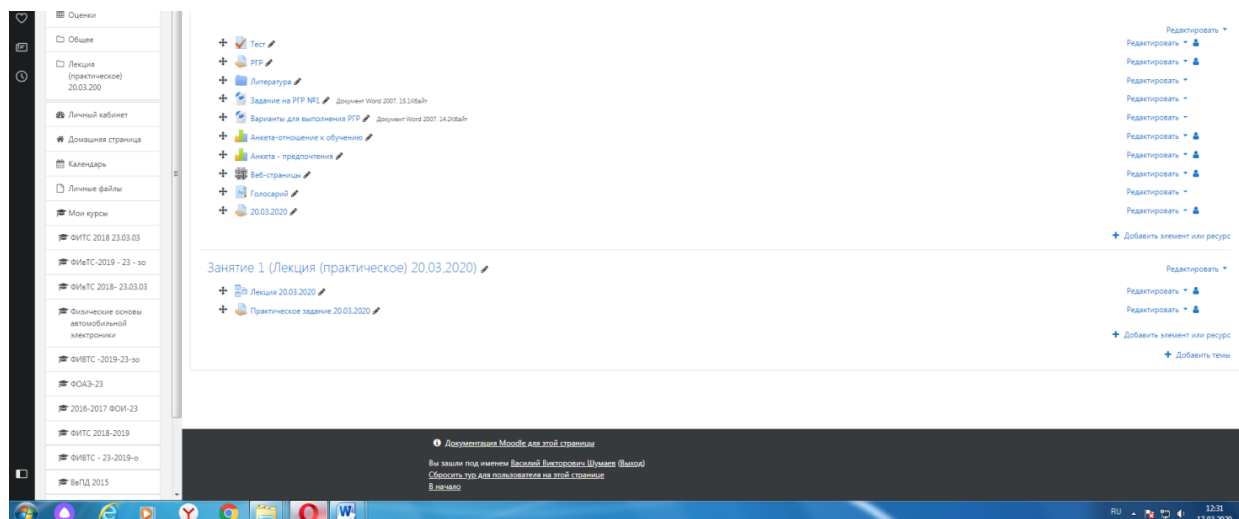 Оценки
Общее
Лекция
(практическое)
20.03.200
Личный кабинет
Домашняя страница
Календарь
Личные файлы
Мои курсы
ФИТС 2018 23.03.03
ФИвТС-2019 - 23 - зо
ФИвТС 2018- 23.03.03
Физические основы
автомобильной
электроники
ФИВТС -2019-23-зо
ФОАЭ-23
2016-2017 ФОИ-23
ФИТС 2018-2019
ФИВТС - 23-2019-о
ВвПД 2015
Редактировать
Тест Редактировать
РГР Редактировать
Литература Редактировать
Задание на РГР №1 Документ Word 2007, 15.1Кбайт Редактировать
Варианты для выполнения РГР Документ Word 2007, 14.2Кбайт Редактировать
Анкета-отношение к обучению Редактировать
Анкета - предпочтения Редактировать
Веб-страницы Редактировать
Голосарий Редактировать
20.03.2020 Редактировать
Добавить элемент или ресурс
Занятие 1 (Лекция (практическое) 20.03.2020) Редактировать
Лекция 20.03.2020 Редактировать
Практическое задание 20.03.2020 Редактировать
Добавить элемент или ресурс
Добавить темы
Документация Moodle для этой страницы
Вы зашли под именем Василий Викторович Шумаев (Выход)
Сбросить тур для пользователя на этой странице
В начало
RU 12:31